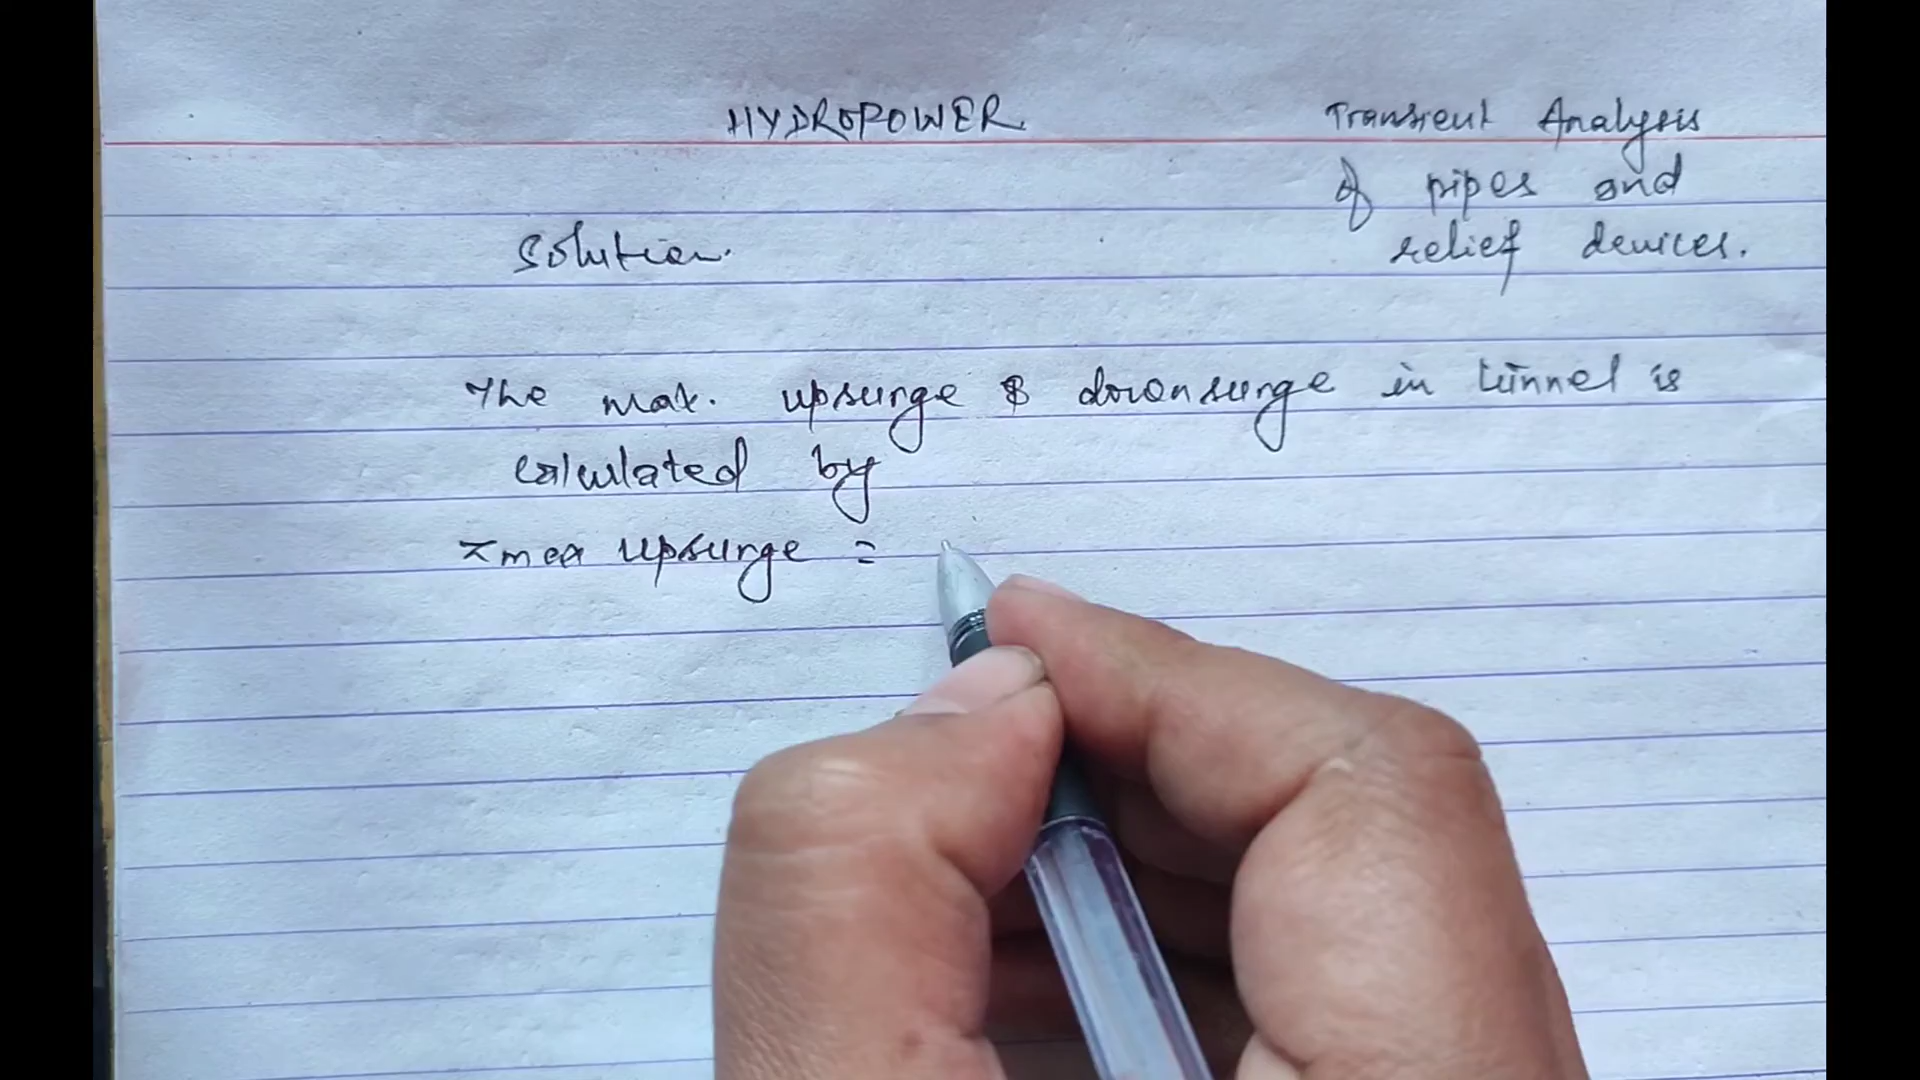 HYDROPOWER
Transient Analysis
of pipes and
relief devices.
Solution.
The max. upsurge & downsurge in tunnel is
calculated by
zmax upsurge =